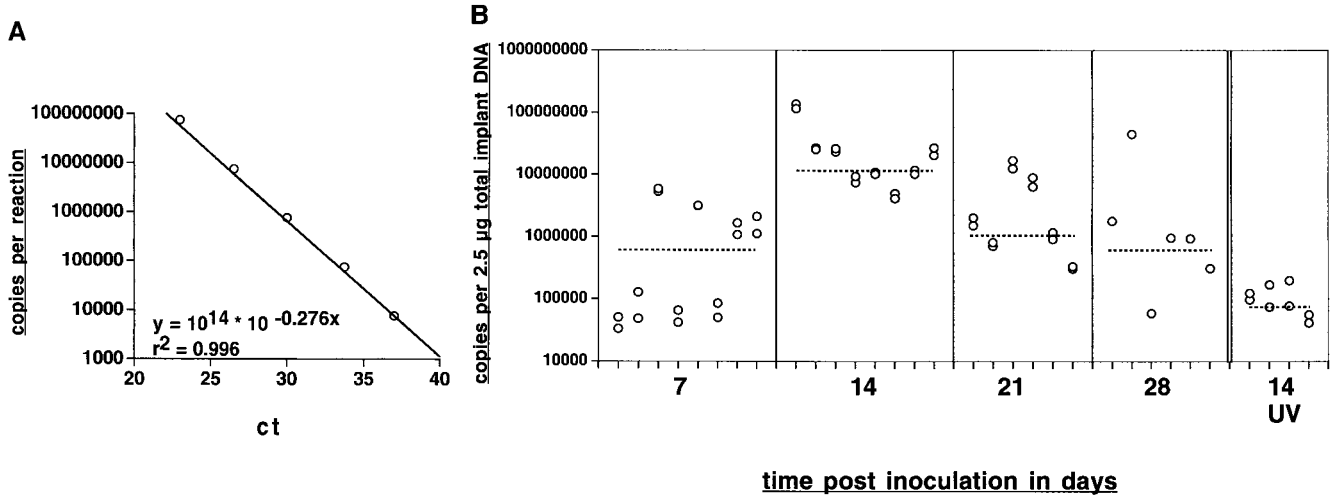 A
copies per reaction
100000000
10000000
1000000
100000
10000
1000
y = 10^14 * 10 ^-0.276x
r^2 = 0.996
20 25 30 35 40
ct
B
copies per 2.5 µg total implant DNA
1000000000
100000000
10000000
1000000
100000
10000
7 14 21 28 14
UV
time post inoculation in days